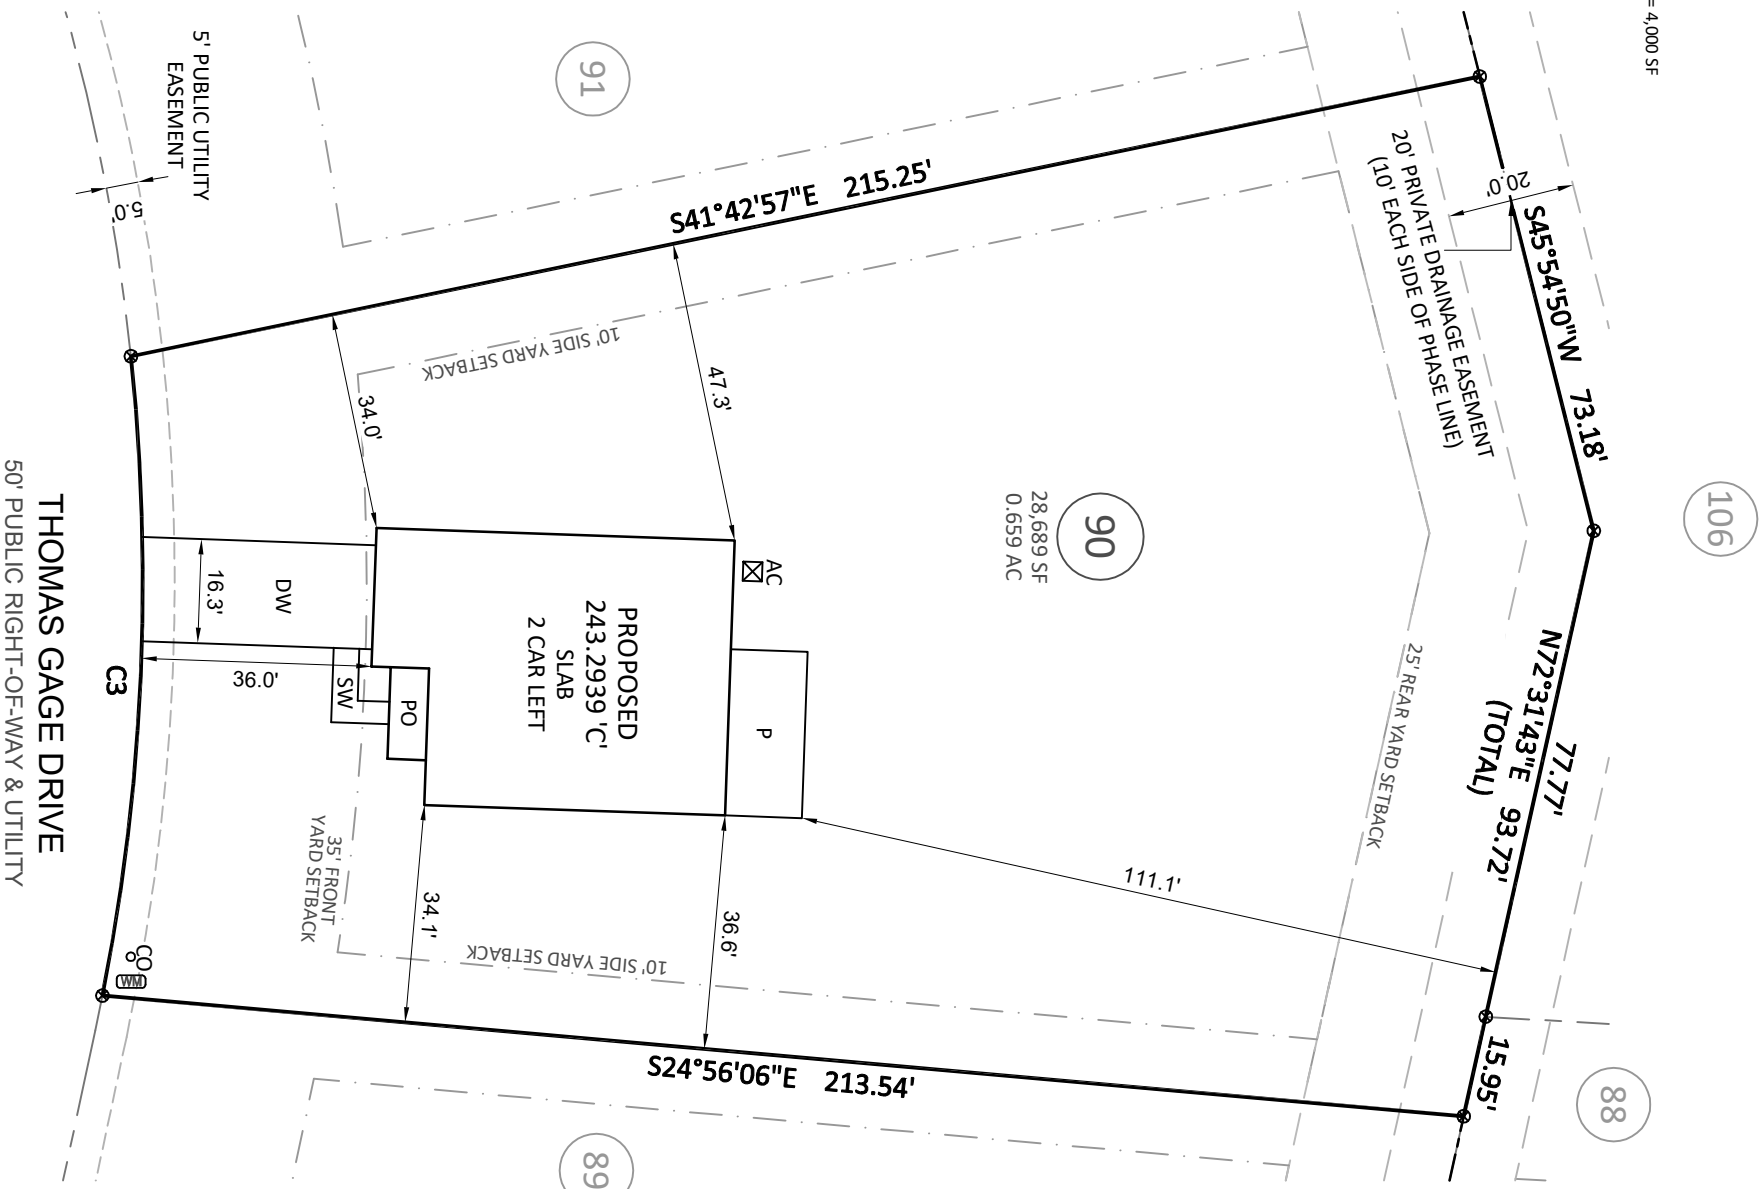 = 4,000 SF
106
88
S45°54'50"W 73.18'
20.0'
20' PRIVATE DRAINAGE EASEMENT
(10' EACH SIDE OF PHASE LINE)
77.77'
N72°31'43"E 93.72'
(TOTAL)
15.95'
25' REAR YARD SETBACK
111.1'
90
28,689 SF
0.659 AC
91
S41°42'57"E 215.25'
47.3'
10' SIDE YARD SETBACK
34.0'
AC
P
PROPOSED
243.2939 'C'
SLAB
2 CAR LEFT
36.6'
34.1'
10' SIDE YARD SETBACK
S24°56'06"E 213.54'
89
PO
SW
DW
16.3'
36.0'
35' FRONT
YARD SETBACK
5' PUBLIC UTILITY
EASEMENT
5.0'
CO
WM
C3
THOMAS GAGE DRIVE
50' PUBLIC RIGHT-OF-WAY & UTILITY